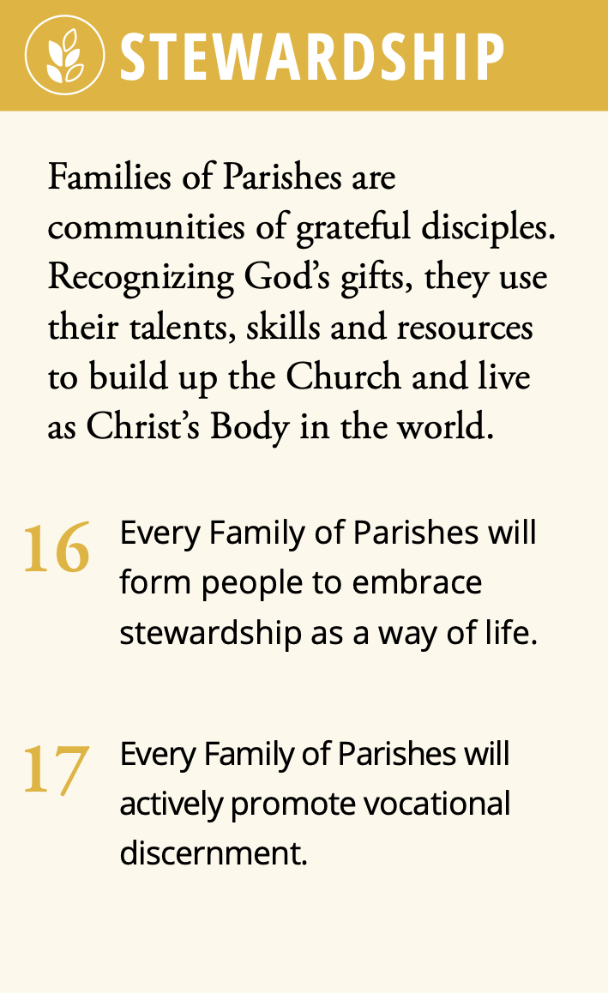 STEWARDSHIP
Families of Parishes are
communities of grateful disciples.
Recognizing God’s gifts, they use
their talents, skills and resources
to build up the Church and live
as Christ’s Body in the world.
16 Every Family of Parishes will
form people to embrace
stewardship as a way of life.
17 Every Family of Parishes will
actively promote vocational
discernment.